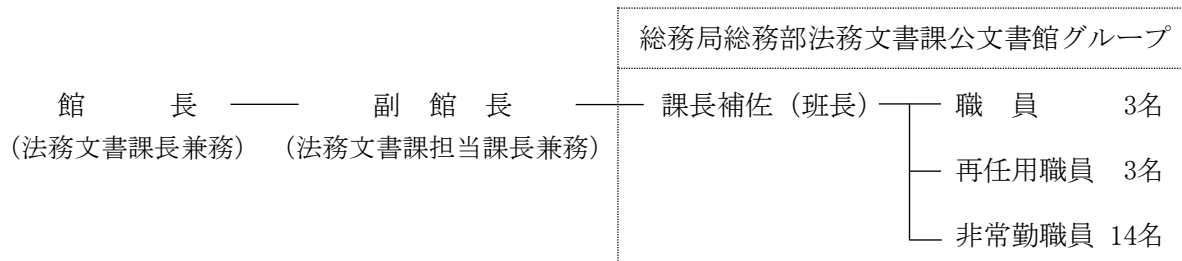 総務局総務部法務文書課公文書館グループ
館 長 副 館 長 課長補佐（班長） 職 員 3名
（法務文書課長兼務） （法務文書課担当課長兼務）
再任用職員 3名
非常勤職員 14名